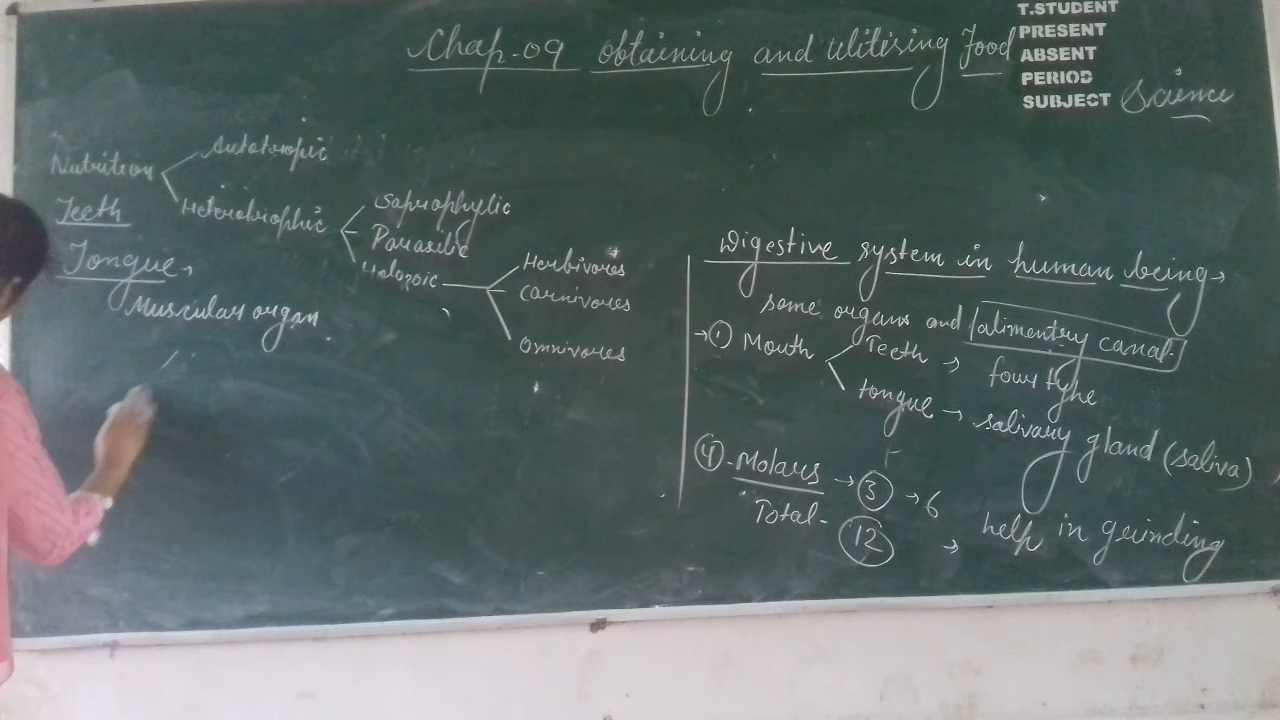 Chap-09 obtaining and Utilising Food
T.STUDENT
PRESENT
ABSENT
PERIOD
SUBJECT Science
Nutrition
Autotropic
Heterotrophic
Saprophytic
Parasitic
Holozoic
Herbivores
Carnivores
Omnivores
Teeth
Tongue
Muscular organ
Digestive system in human being
some organs and alimentry canal.
① Mouth
Teeth → four type
tongue → salivary gland (saliva)
④ - Molars → ③ → 6
Total - ⑫ → help in grinding